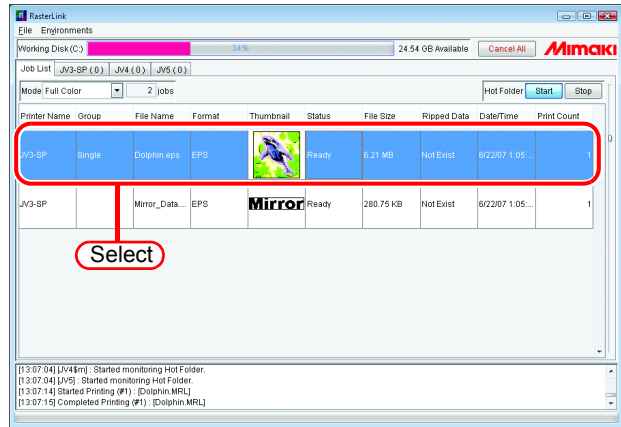 RasterLink
File Environments
Working Disk (C:) 34% 24.54 GB Available Cancel All Mimaki
Job List JV3-SP ( 0 ) JV4 ( 0 ) JV5 ( 0 )
Mode Full Color 2 jobs Hot Folder Start Stop
Printer Name Group File Name Format Thumbnail Status File Size Ripped Data Date/Time Print Count
JV3-SP Single Dolphin.eps EPS Ready 6.21 MB Not Exist 6/22/07 1:05:... 1
JV3-SP Mirror_Data.... EPS Mirror Ready 280.75 KB Not Exist 6/22/07 1:05:... 1
Select
[13:07:04] [JV4$m] : Started monitoring Hot Folder.
[13:07:04] [JV5] : Started monitoring Hot Folder.
[13:07:14] Started Printing (#1) : [Dolphin.MRL]
[13:07:15] Completed Printing (#1) : [Dolphin.MRL]